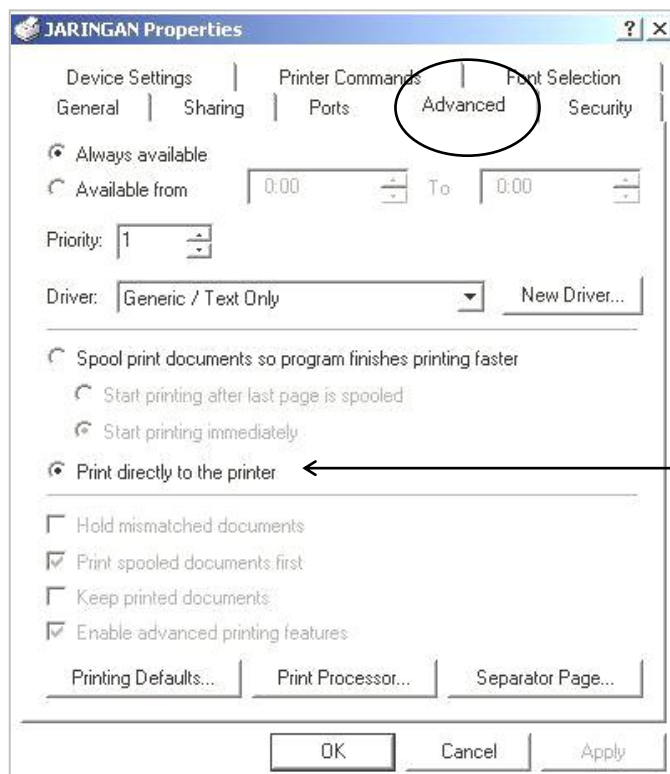 JARINGAN Properties ? ×
Device Settings Printer Commands Font Selection
General Sharing Ports Advanced Security
Always available
Available from 0:00 To 0:00
Priority: 1
Driver: Generic / Text Only New Driver...
Spool print documents so program finishes printing faster
Start printing after last page is spooled
Start printing immediately
Print directly to the printer
Hold mismatched documents
Print spooled documents first
Keep printed documents
Enable advanced printing features
Printing Defaults... Print Processor... Separator Page...
OK Cancel Apply